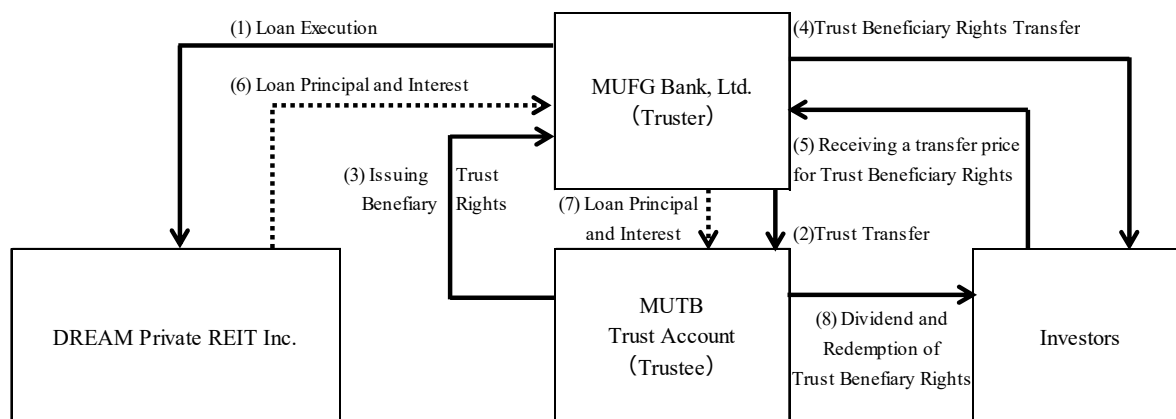 (1) Loan Execution
(4)Trust Beneficiary Rights Transfer
(6) Loan Principal and Interest
MUFG Bank, Ltd.
(Truster)
(3) Issuing Trust
Benefiary Rights
(5) Receiving a transfer price
for Trust Beneficiary Rights
(7) Loan Principal
and Interest
(2)Trust Transfer
DREAM Private REIT Inc.
MUTB
Trust Account
(Trustee)
(8) Dividend and
Redemption of
Trust Benefiary Rights
Investors